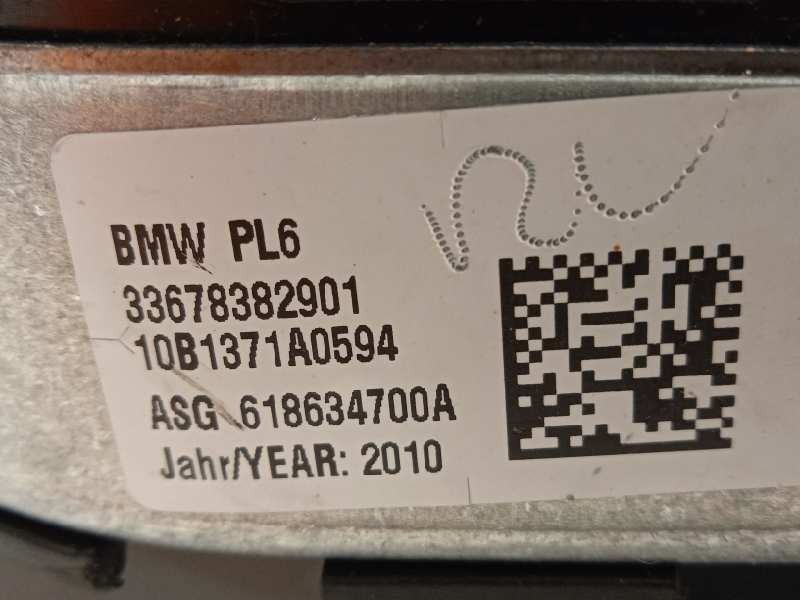 BMW PL6
33678382901
10B1371A0594
ASG 618634700A
Jahr/YEAR: 2010